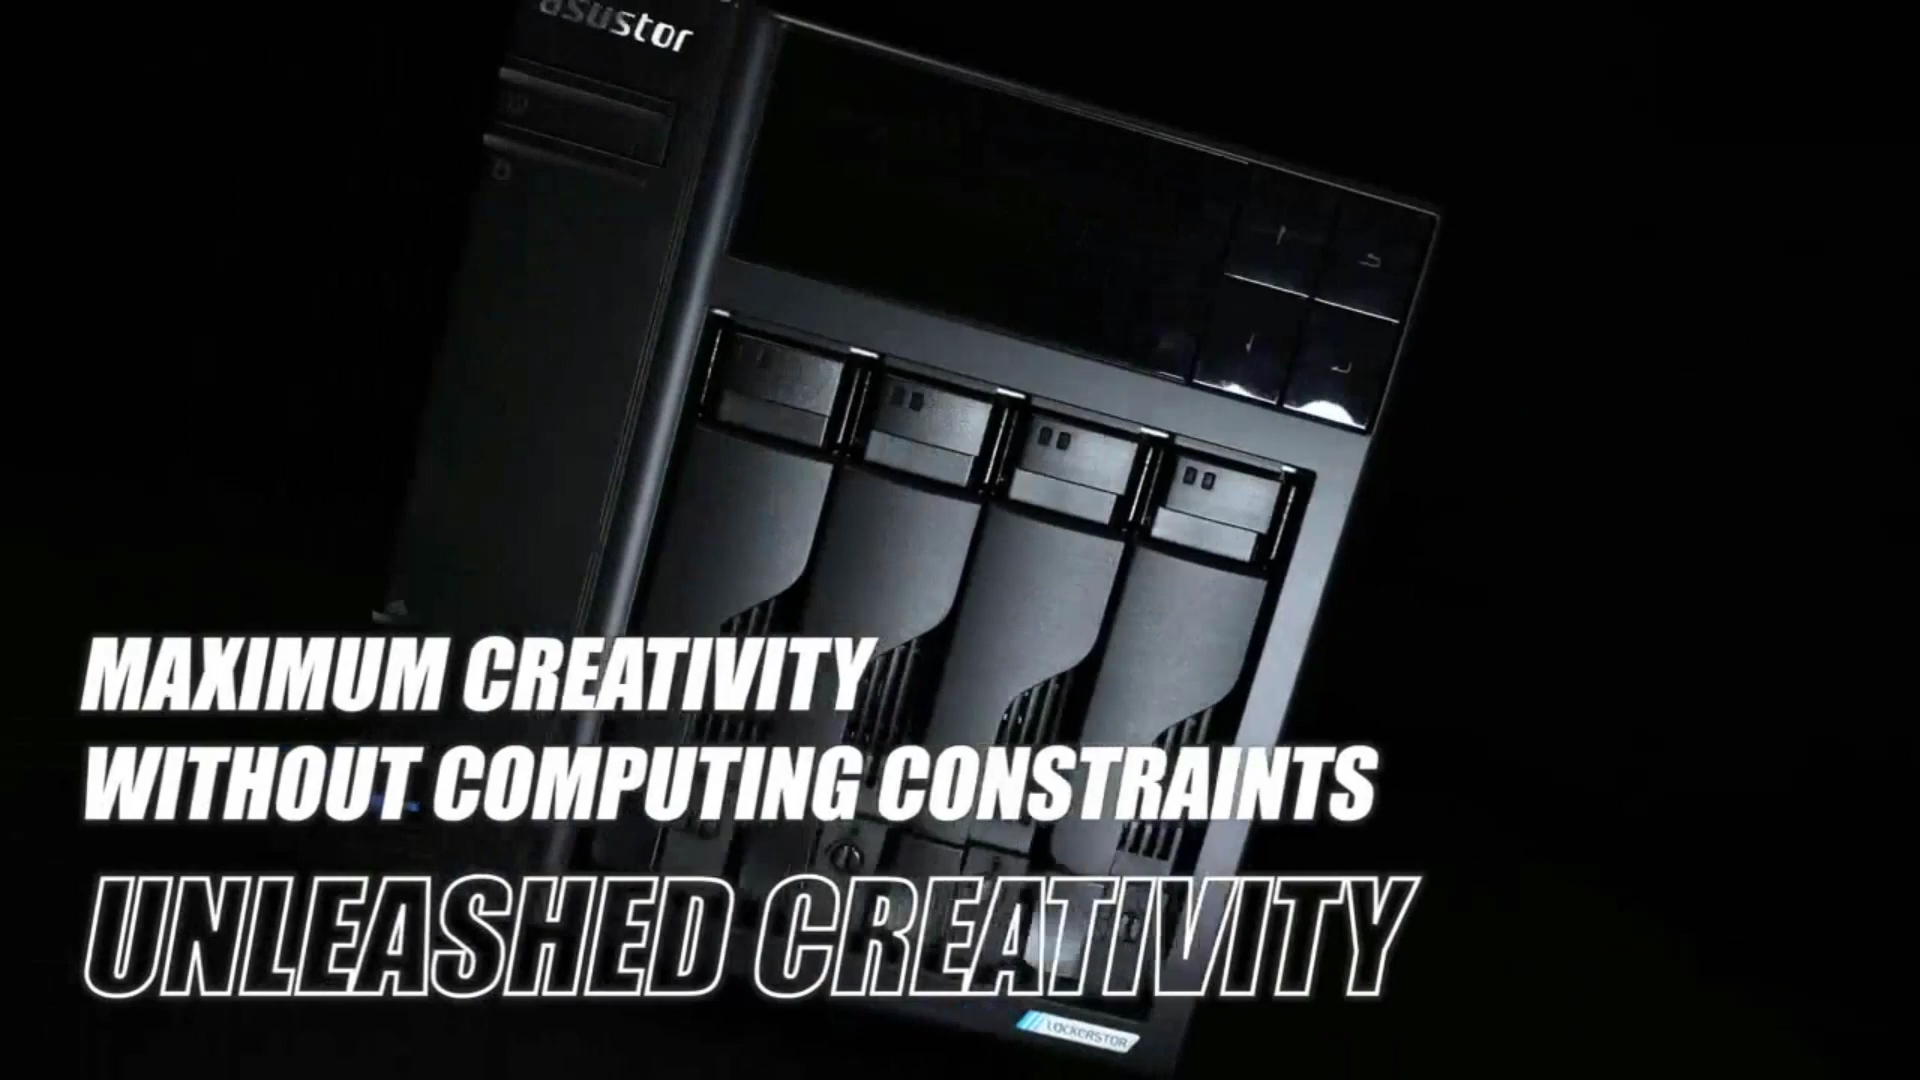 asustor
MAXIMUM CREATIVITY
WITHOUT COMPUTING CONSTRAINTS
UNLEASHED CREATIVITY
LOCKERSTOR